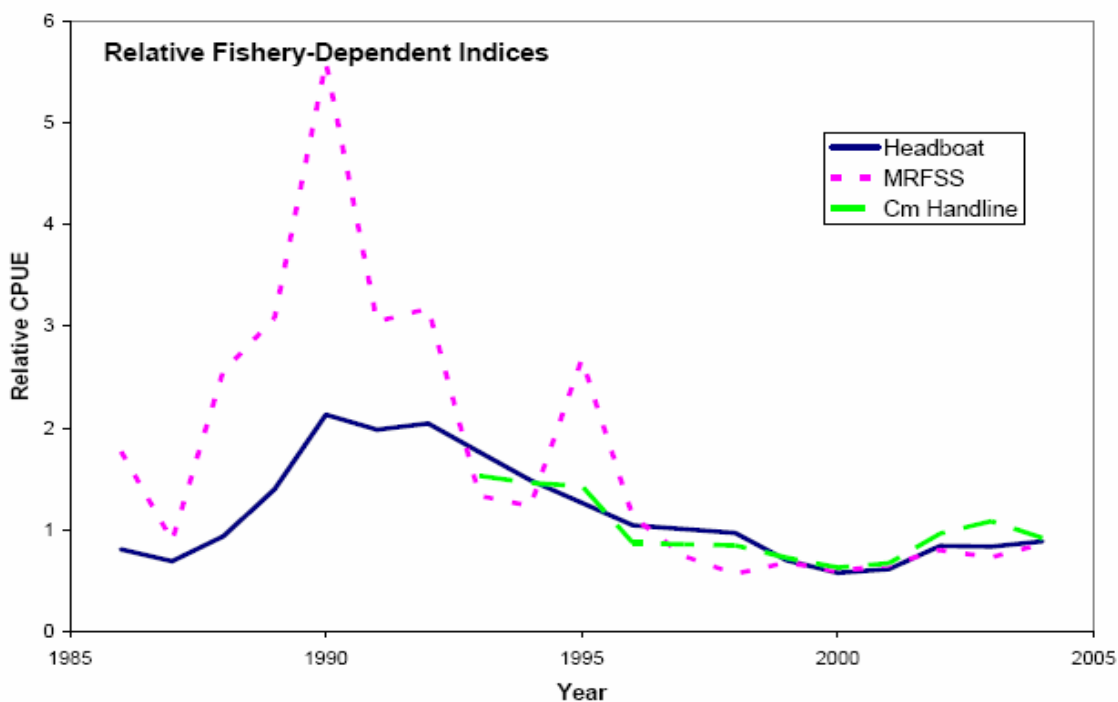 Relative Fishery-Dependent Indices
6
5
4
3
2
1
0
Relative CPUE
Headboat
MRFSS
Cm Handline
1985 1990 1995 2000 2005
Year